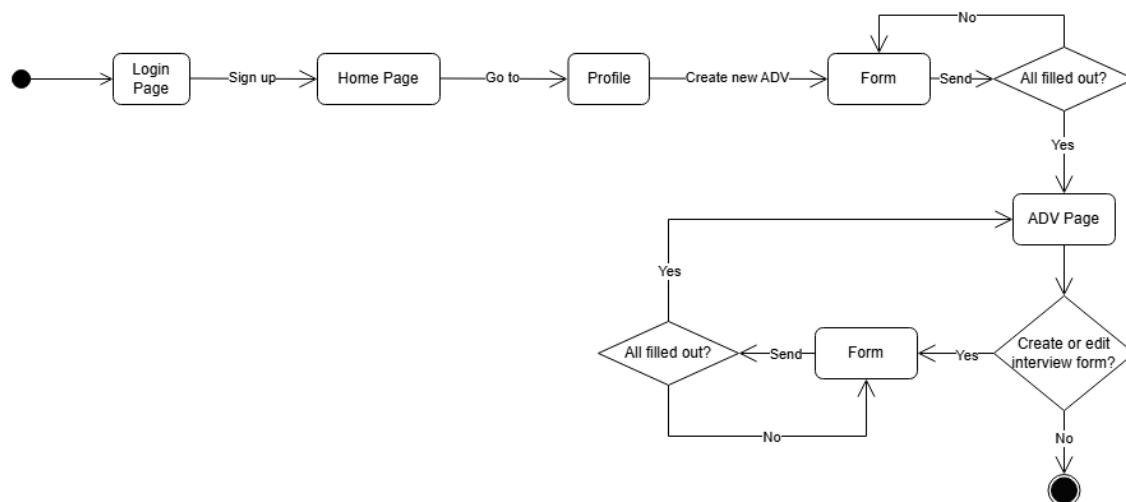 No
Login
Page
Sign up
Home Page
Go to
Profile
Create new ADV
Form
Send
All filled out?
Yes
ADV Page
Yes
Create or edit
interview form?
Yes
Form
Send
All filled out?
No
No